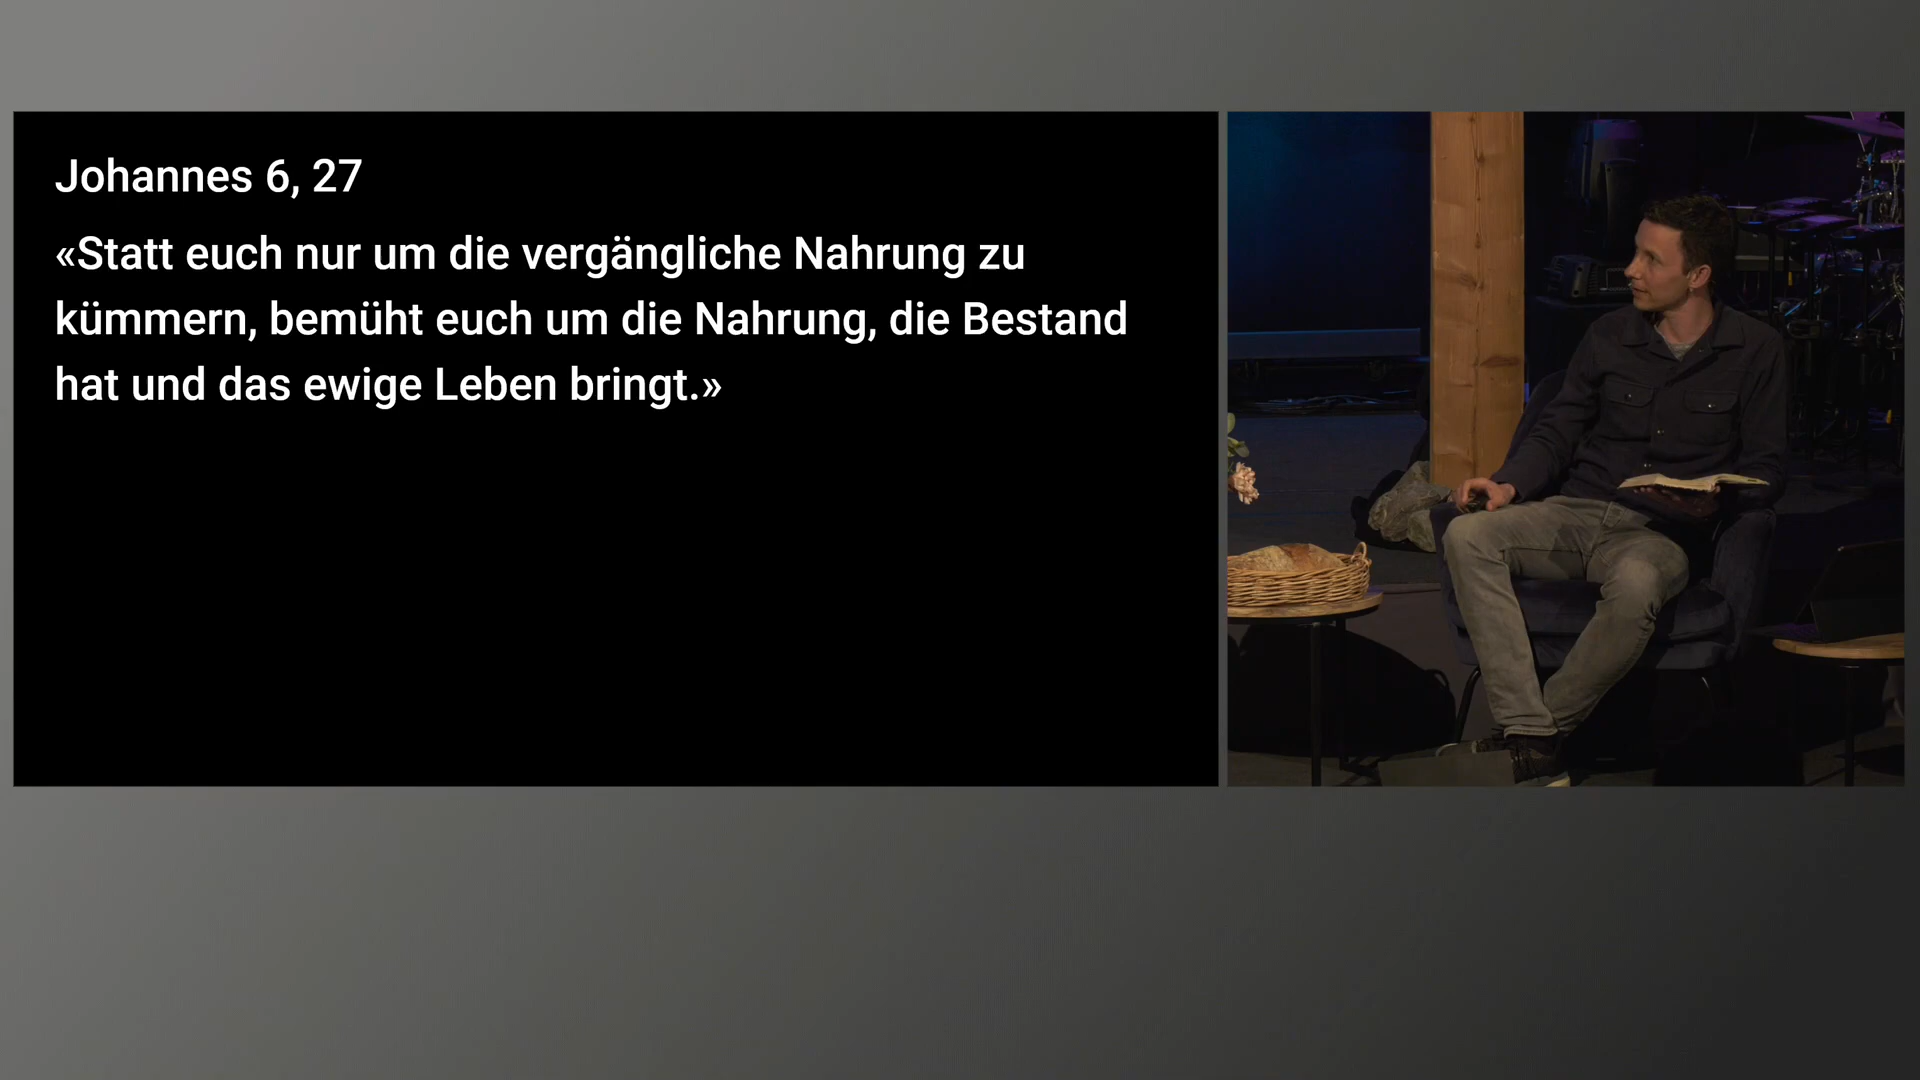 Johannes 6, 27
«Statt euch nur um die vergängliche Nahrung zu
kümmern, bemüht euch um die Nahrung, die Bestand
hat und das ewige Leben bringt.»